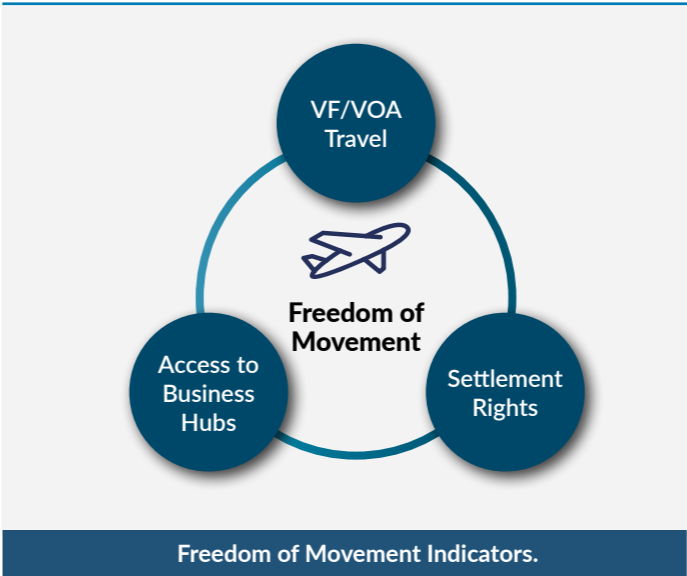 VF/VOA
Travel
Freedom of
Movement
Access to
Business
Hubs
Settlement
Rights
Freedom of Movement Indicators.